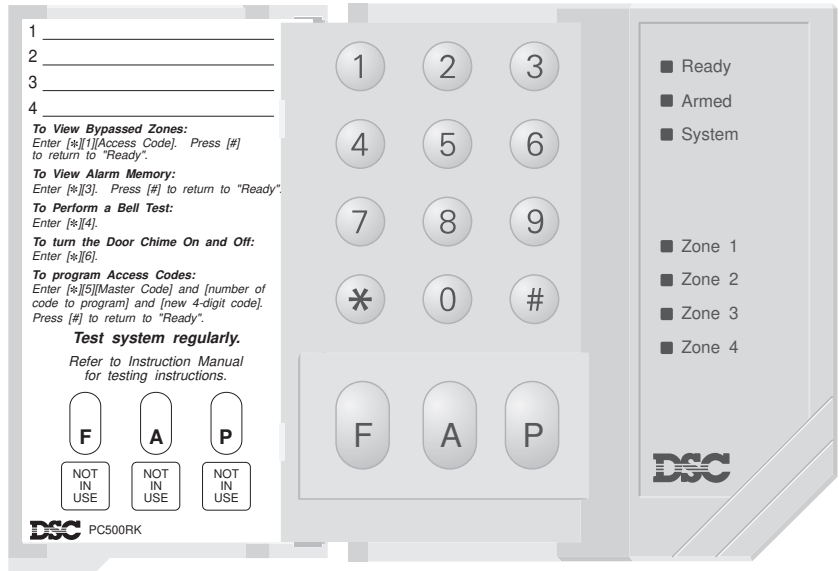 1
2
3
4
To View Bypassed Zones:
Enter [*][1][Access Code]. Press [#]
to return to "Ready".
To View Alarm Memory:
Enter [*][3]. Press [#] to return to "Ready".
To Perform a Bell Test:
Enter [*][4].
To turn the Door Chime On and Off:
Enter [*][6].
To program Access Codes:
Enter [*][5][Master Code] and [number of
code to program] and [new 4-digit code].
Press [#] to return to "Ready".
Test system regularly.
Refer to Instruction Manual
for testing instructions.
F A P
NOT
IN
USE
NOT
IN
USE
NOT
IN
USE
DSC PC500RK
1 2 3
4 5 6
7 8 9
* 0 #
F A P
Ready
Armed
System
Zone 1
Zone 2
Zone 3
Zone 4
DSC